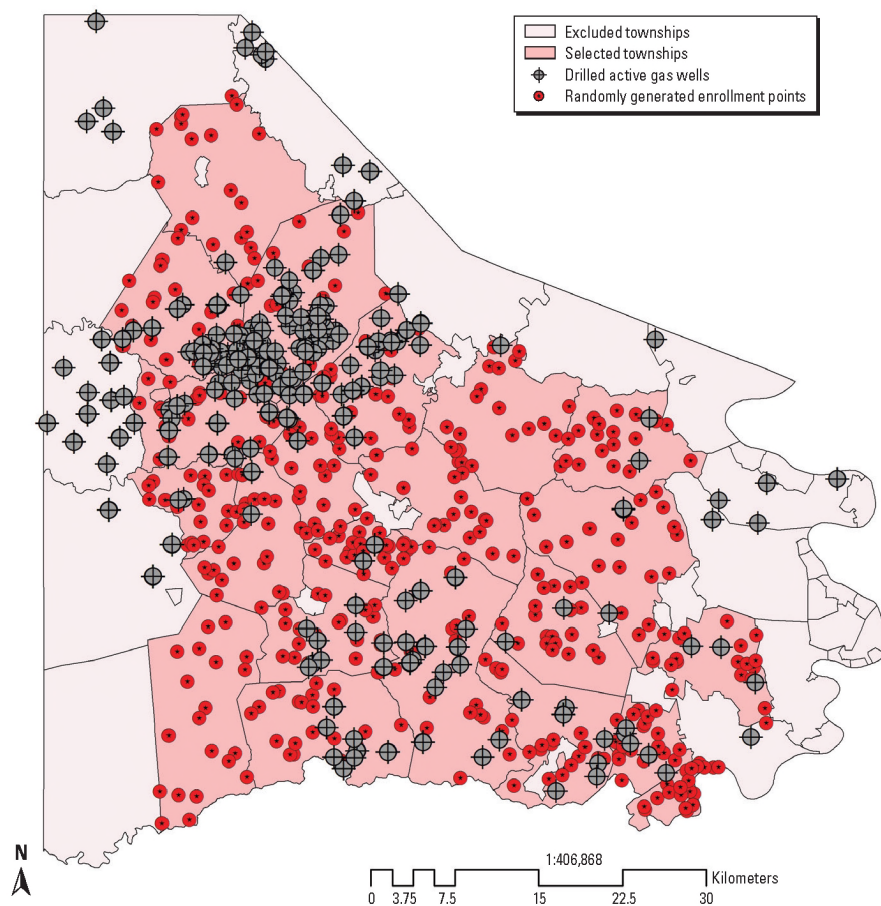 Excluded townships
Selected townships
Drilled active gas wells
Randomly generated enrollment points
N
1:406,868
Kilometers
0 3.75 7.5 15 22.5 30